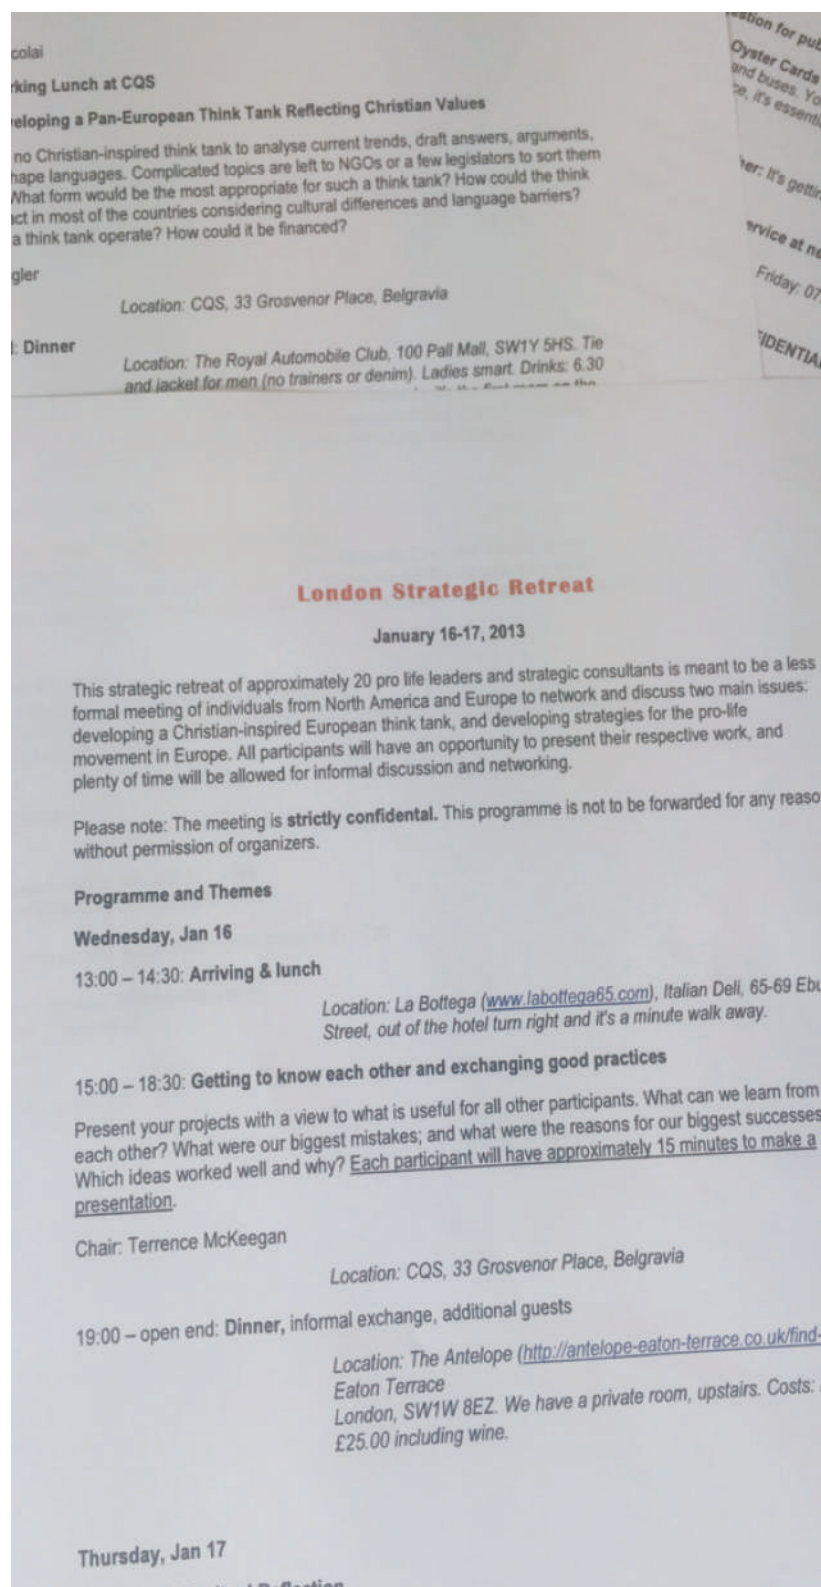 colai
rking Lunch at CQS
eloping a Pan-European Think Tank Reflecting Christian Values
no Christian-inspired think tank to analyse current trends, draft answers, arguments,
hape languages. Complicated topics are left to NGOs or a few legislators to sort them
What form would be the most appropriate for such a think tank? How could the think
ct in most of the countries considering cultural differences and language barriers?
a think tank operate? How could it be financed?
gler
Location: CQS, 33 Grosvenor Place, Belgravia
: Dinner
Location: The Royal Automobile Club, 100 Pall Mall, SW1Y 5HS. Tie
and jacket for men (no trainers or denim). Ladies smart. Drinks: 6.30
stion for pub
Oyster Cards
and buses. Yo
ce, it's essenti
her: It's gettin
ervice at ne
Friday: 07
FIDENTIA
London Strategic Retreat
January 16-17, 2013
This strategic retreat of approximately 20 pro life leaders and strategic consultants is meant to be a less
formal meeting of individuals from North America and Europe to network and discuss two main issues:
developing a Christian-inspired European think tank, and developing strategies for the pro-life
movement in Europe. All participants will have an opportunity to present their respective work, and
plenty of time will be allowed for informal discussion and networking.
Please note: The meeting is strictly confidental. This programme is not to be forwarded for any reaso
without permission of organizers.
Programme and Themes
Wednesday, Jan 16
13:00 – 14:30: Arriving & lunch
Location: La Bottega (www.labottega65.com), Italian Deli, 65-69 Ebu
Street, out of the hotel turn right and it's a minute walk away.
15:00 – 18:30: Getting to know each other and exchanging good practices
Present your projects with a view to what is useful for all other participants. What can we learn from
each other? What were our biggest mistakes; and what were the reasons for our biggest successes
Which ideas worked well and why? Each participant will have approximately 15 minutes to make a
presentation.
Chair: Terrence McKeegan
Location: CQS, 33 Grosvenor Place, Belgravia
19:00 – open end: Dinner, informal exchange, additional guests
Location: The Antelope (http://antelope-eaton-terrace.co.uk/find-
Eaton Terrace
London, SW1W 8EZ. We have a private room, upstairs. Costs:
£25.00 including wine.
Thursday, Jan 17